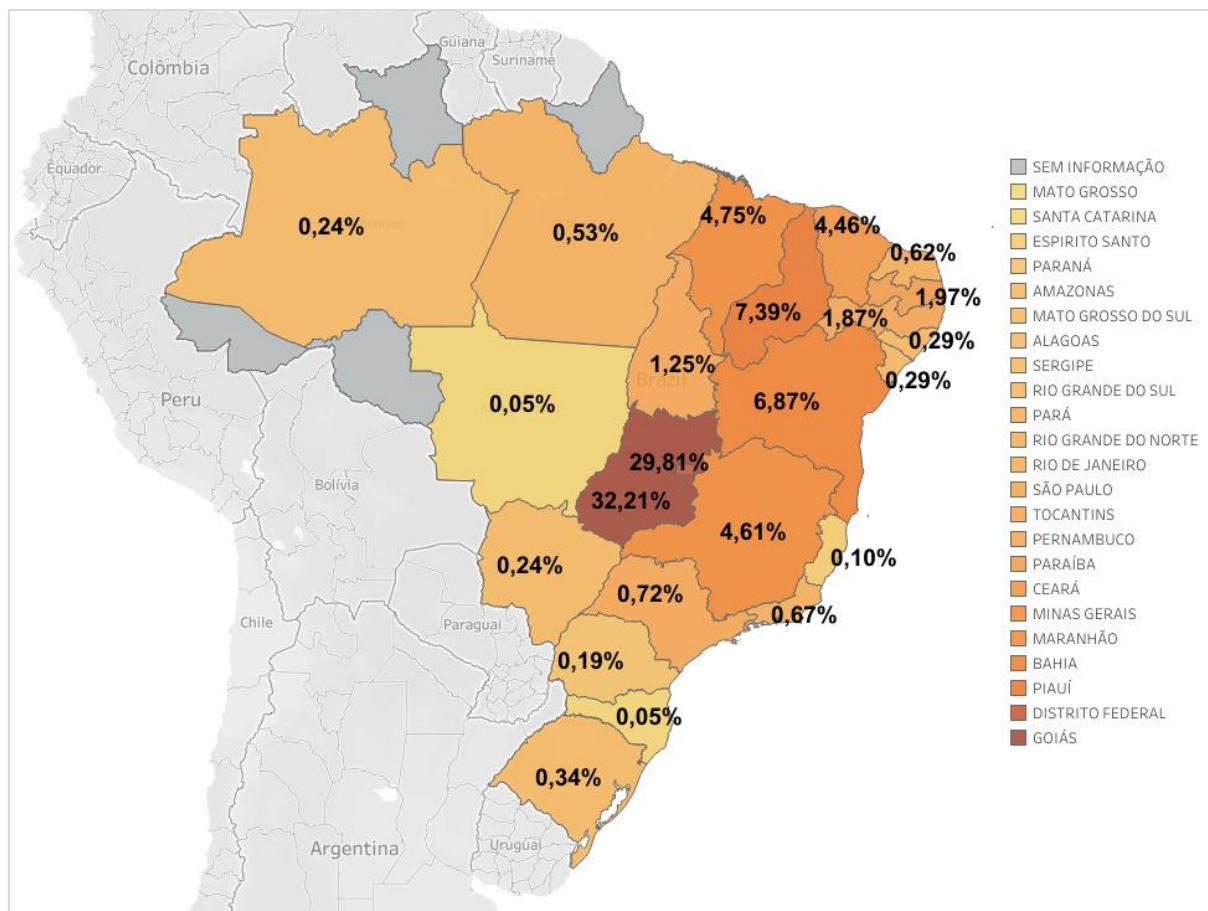 Guiana
Suriname
Colômbia
Equador
Peru
Bolívia
Chile
Paraguai
Argentina
Uruguai
Brazil
0,24%
0,53%
4,75%
4,46%
0,62%
7,39%
1,97%
1,87%
0,29%
1,25%
0,29%
0,05%
6,87%
29,81%
32,21%
4,61%
0,10%
0,24%
0,72%
0,67%
0,19%
0,05%
0,34%
SEM INFORMAÇÃO
MATO GROSSO
SANTA CATARINA
ESPIRITO SANTO
PARANÁ
AMAZONAS
MATO GROSSO DO SUL
ALAGOAS
SERGIPE
RIO GRANDE DO SUL
PARÁ
RIO GRANDE DO NORTE
RIO DE JANEIRO
SÃO PAULO
TOCANTINS
PERNAMBUCO
PARAÍBA
CEARÁ
MINAS GERAIS
MARANHÃO
BAHIA
PIAUÍ
DISTRITO FEDERAL
GOIÁS